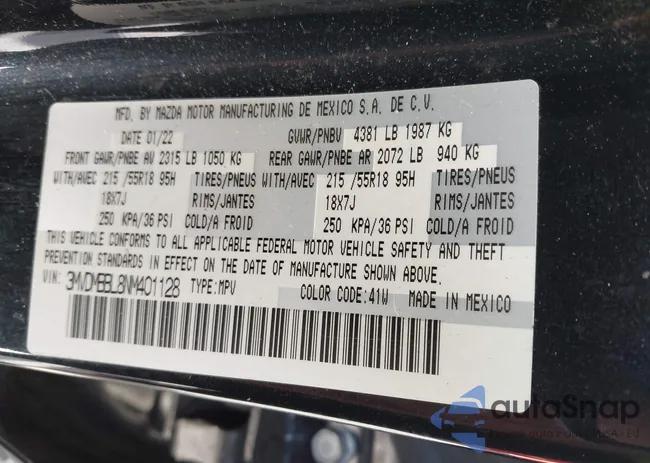 MFD. BY MAZDA MOTOR MANUFACTURING DE MEXICO S.A. DE C.V.
DATE 01/22 GVWR/PNBV 4381 LB 1987 KG
FRONT GAWR/PNBE AV 2315 LB 1050 KG REAR GAWR/PNBE AR 2072 LB 940 KG
WITH/AVEC 215 /55R18 95H TIRES/PNEUS WITH/AVEC 215 /55R18 95H TIRES/PNEUS
18X7J RIMS/JANTES 18X7J RIMS/JANTES
250 KPA/36 PSI COLD/A FROID 250 KPA/36 PSI COLD/A FROID
THIS VEHICLE CONFORMS TO ALL APPLICABLE FEDERAL MOTOR VEHICLE SAFETY AND THEFT
PREVENTION STANDARDS IN EFFECT ON THE DATE OF MANUFACTURE SHOWN ABOVE.
VIN: 3MVDMBBL8NM401128 TYPE:MPV COLOR CODE:41W MADE IN MEXICO
autoSnap